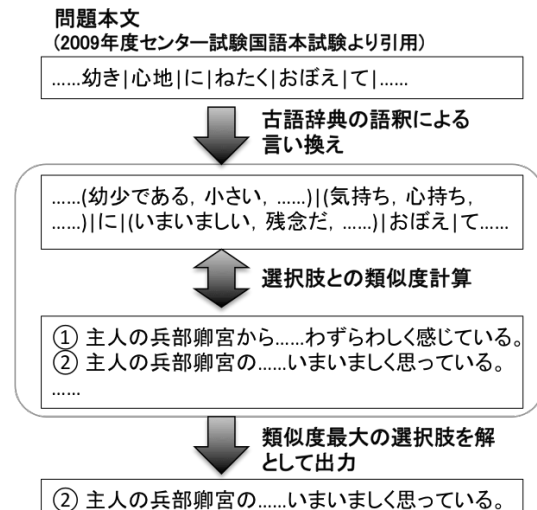 問題本文
(2009年度センター試験国語本試験より引用)
……幼き|心地|に|ねたく|おぼえ|て|……
古語辞典の語釈による
言い換え
……(幼少である, 小さい, ……)|(気持ち, 心持ち,
……)|に|(いまいましい, 残念だ, ……)|おぼえ|て……
選択肢との類似度計算
① 主人の兵部卿宮から……わずらわしく感じている。
② 主人の兵部卿宮の……いまいましく思っている。
……
類似度最大の選択肢を解
として出力
② 主人の兵部卿宮の……いまいましく思っている。